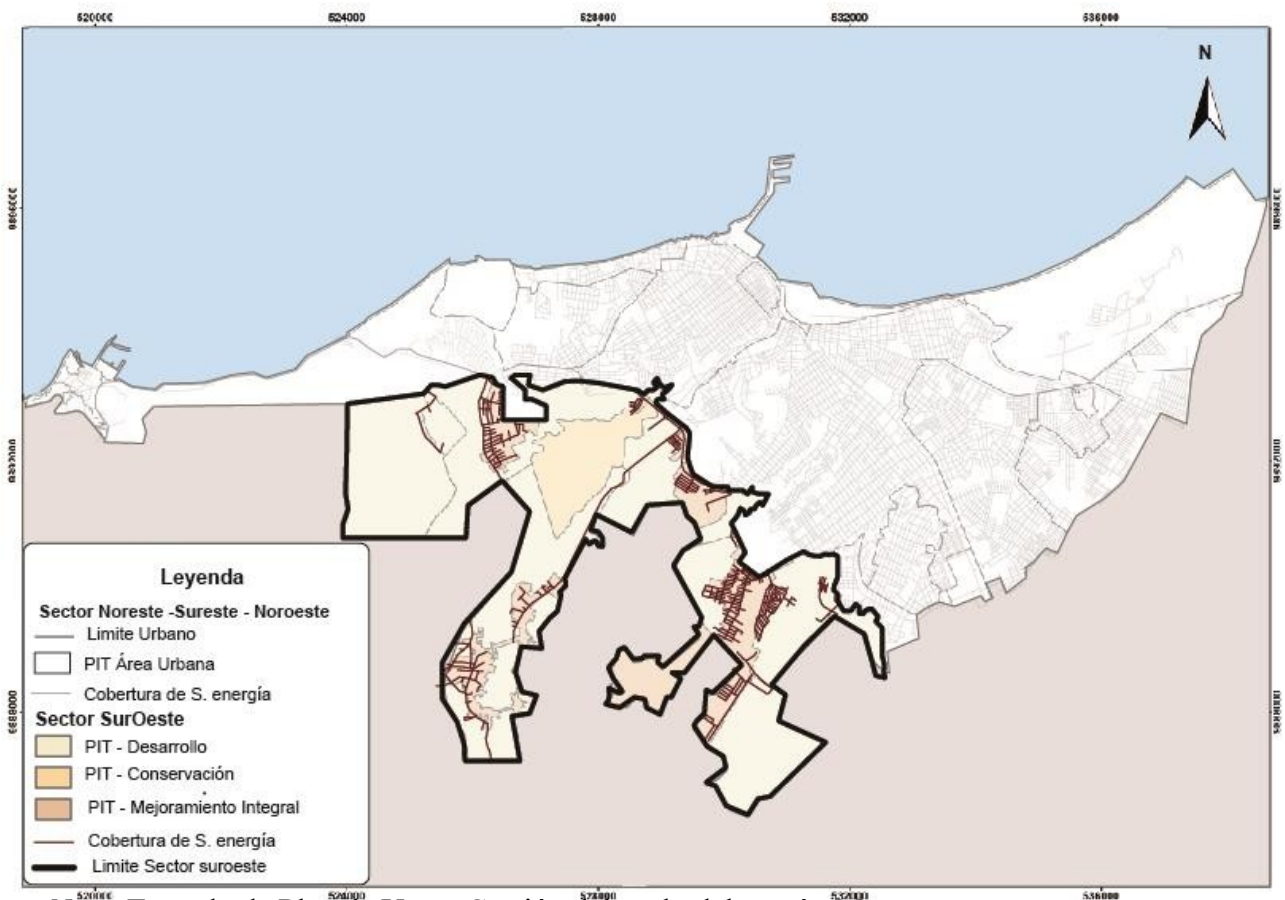 520000 524000 528000 532000 536000
N
Leyenda
Sector Noreste -Sureste - Noroeste
Limite Urbano
PIT Área Urbana
Cobertura de S. energía
Sector SurOeste
PIT - Desarrollo
PIT - Conservación
PIT - Mejoramiento Integral
Cobertura de S. energía
Limite Sector suroeste
520000 524000 528000 532000 536000